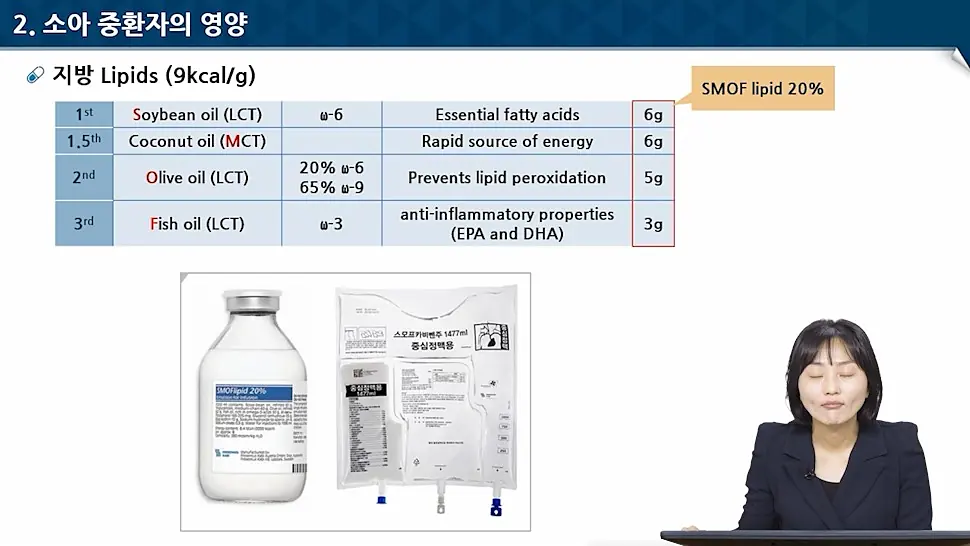 2. 소아 중환자의 영양
지방 Lipids (9kcal/g)
SMOF lipid 20%
1st Soybean oil (LCT) ω-6 Essential fatty acids 6g
1.5th Coconut oil (MCT) Rapid source of energy 6g
2nd Olive oil (LCT) 20% ω-6 65% ω-9 Prevents lipid peroxidation 5g
3rd Fish oil (LCT) ω-3 anti-inflammatory properties (EPA and DHA) 3g
SMOFlipid 20%
스모프카비벤주 1477ml
중심정맥용
중심정맥용
1477ml